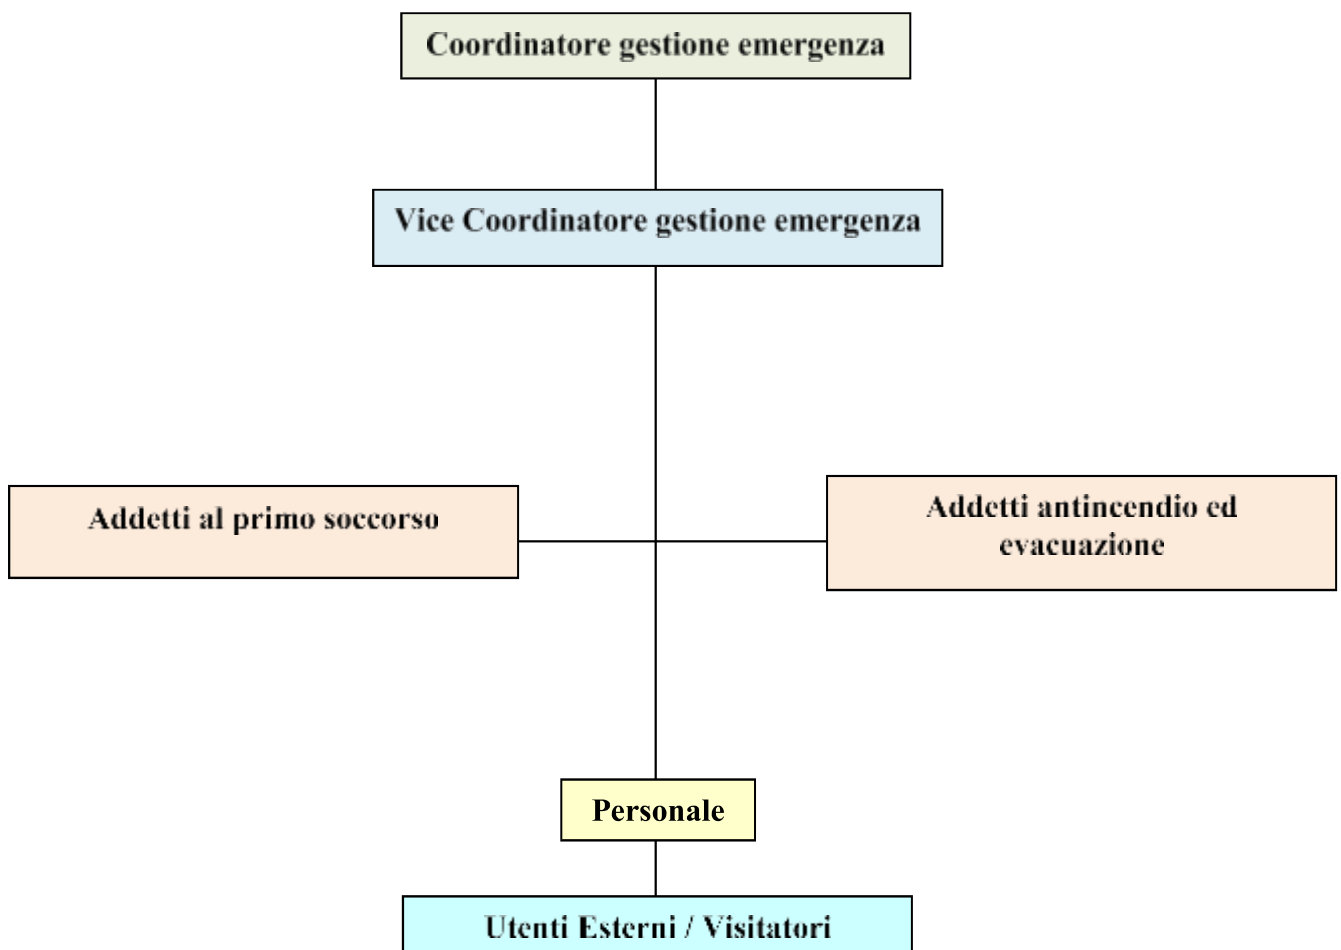 Coordinatore gestione emergenza
Vice Coordinatore gestione emergenza
Addetti al primo soccorso
Addetti antincendio ed
evacuazione
Personale
Utenti Esterni / Visitatori